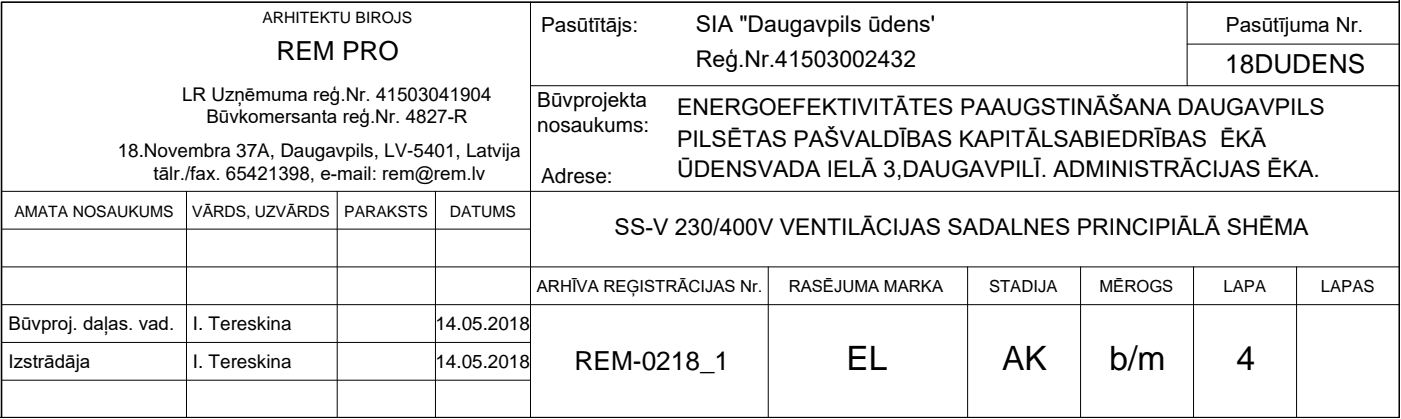 ARHITEKTU BIROJS
REM PRO
LR Uzņēmuma reģ.Nr. 41503041904
Būvkomersanta reģ.Nr. 4827-R
18.Novembra 37A, Daugavpils, LV-5401, Latvija
tālr./fax. 65421398, e-mail: rem@rem.lv
Pasūtītājs: SIA "Daugavpils ūdens'
Reģ.Nr.41503002432
Pasūtījuma Nr.
18DUDENS
Būvprojekta nosaukums:
ENERGOEFEKTIVITĀTES PAAUGSTINĀŠANA DAUGAVPILS
PILSĒTAS PAŠVALDĪBAS KAPITĀLSABIEDRĪBAS ĒKĀ
Adrese: ŪDENSVADA IELĀ 3,DAUGAVPILĪ. ADMINISTRĀCIJAS ĒKA.
AMATA NOSAUKUMS VĀRDS, UZVĀRDS PARAKSTS DATUMS
SS-V 230/400V VENTILĀCIJAS SADALNES PRINCIPIĀLĀ SHĒMA
ARHĪVA REĢISTRĀCIJAS Nr. RASĒJUMA MARKA STADIJA MĒROGS LAPA LAPAS
Būvproj. daļas. vad. I. Tereskina 14.05.2018
Izstrādāja I. Tereskina 14.05.2018
REM-0218_1 EL AK b/m 4